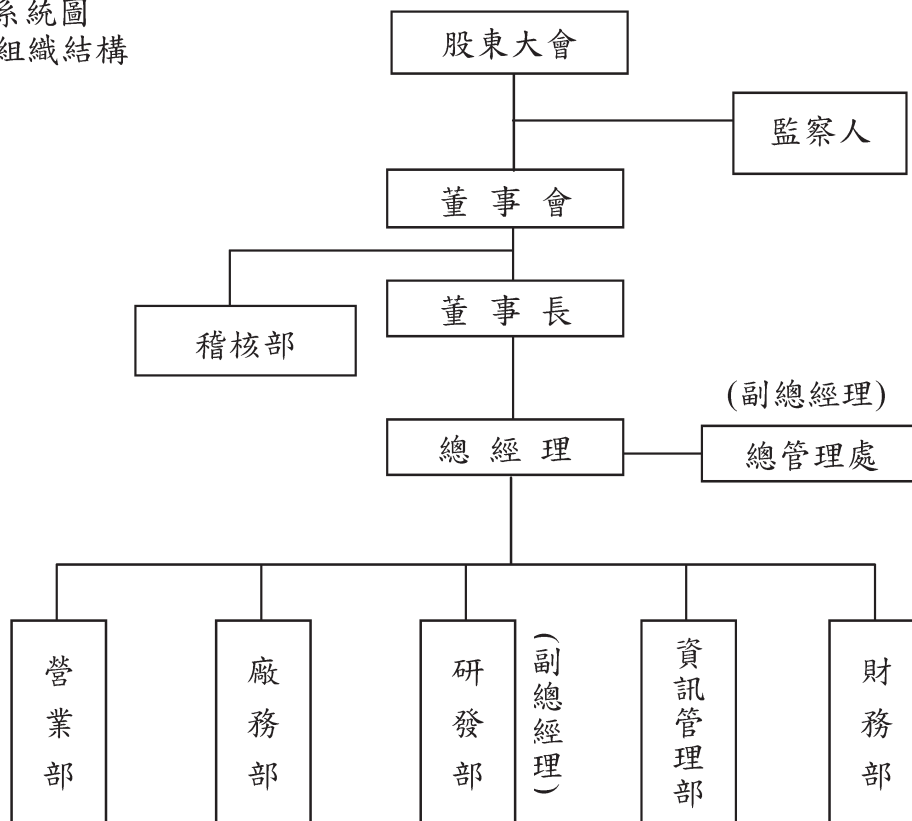 系統圖
組織結構
股東大會
監察人
董事會
董事長
稽核部
(副總經理)
總經理
總管理處
營業部
廠務部
研發部
(副總經理)
資訊管理部
財務部